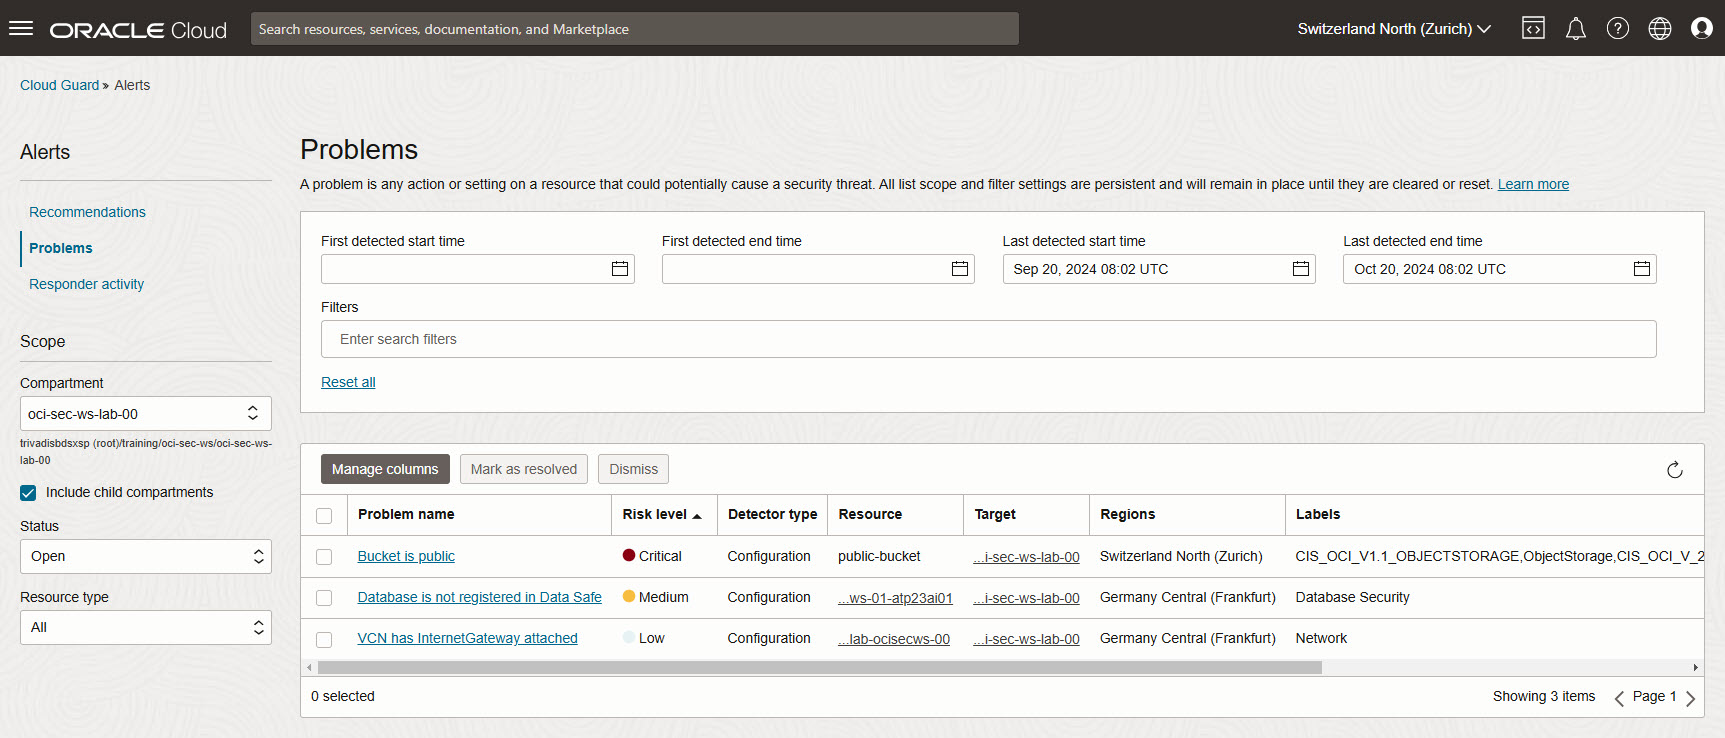 ORACLE Cloud
Search resources, services, documentation, and Marketplace
Switzerland North (Zurich)
Cloud Guard » Alerts
Alerts
Recommendations
Problems
Responder activity
Scope
Compartment
oci-sec-ws-lab-00
trivadisbdsxsp (root)/training/oci-sec-ws/oci-sec-ws-
lab-00
Include child compartments
Status
Open
Resource type
All
Problems
A problem is any action or setting on a resource that could potentially cause a security threat. All list scope and filter settings are persistent and will remain in place until they are cleared or reset. Learn more
First detected start time First detected end time Last detected start time Last detected end time
Sep 20, 2024 08:02 UTC Oct 20, 2024 08:02 UTC
Filters
Enter search filters
Reset all
Manage columns Mark as resolved Dismiss
Problem name Risk level Detector type Resource Target Regions Labels
Bucket is public Critical Configuration public-bucket ...i-sec-ws-lab-00 Switzerland North (Zurich) CIS_OCI_V1.1_OBJECTSTORAGE,ObjectStorage,CIS_OCI_V_2
Database is not registered in Data Safe Medium Configuration ...ws-01-atp23ai01 ...i-sec-ws-lab-00 Germany Central (Frankfurt) Database Security
VCN has InternetGateway attached Low Configuration ...lab-ocisecws-00 ...i-sec-ws-lab-00 Germany Central (Frankfurt) Network
0 selected Showing 3 items Page 1